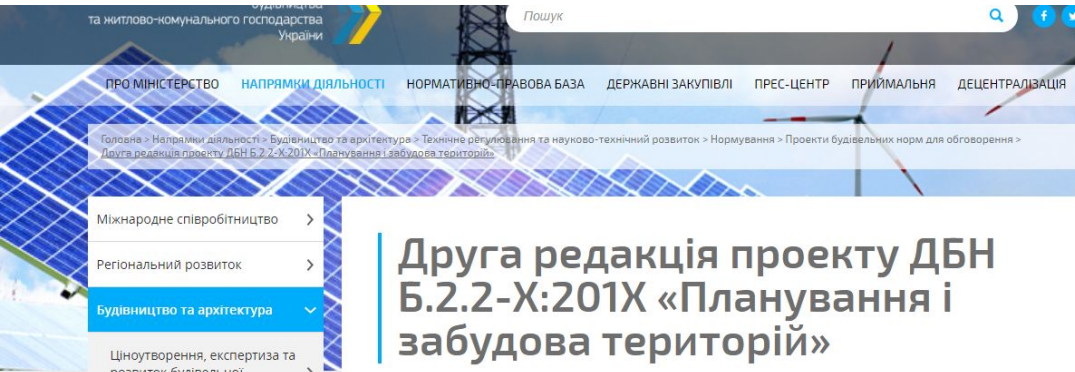 будівництва
та житлово-комунального господарства
України
Пошук
ПРО МІНІСТЕРСТВО НАПРЯМКИ ДІЯЛЬНОСТІ НОРМАТИВНО-ПРАВОВА БАЗА ДЕРЖАВНІ ЗАКУПІВЛІ ПРЕС-ЦЕНТР ПРИЙМАЛЬНЯ ДЕЦЕНТРАЛІЗАЦІЯ
Головна > Напрямки діяльності > Будівництво та архітектура > Технічне регулювання та науково-технічний розвиток > Нормування > Проекти будівельних норм для обговорення >
Друга редакція проекту ДБН Б.2.2-Х:201Х «Планування і забудова територій»
Міжнародне співробітництво
Регіональний розвиток
Будівництво та архітектура
Ціноутворення, експертиза та
розвиток будівельної
Друга редакція проекту ДБН
Б.2.2-Х:201Х «Планування і
забудова територій»